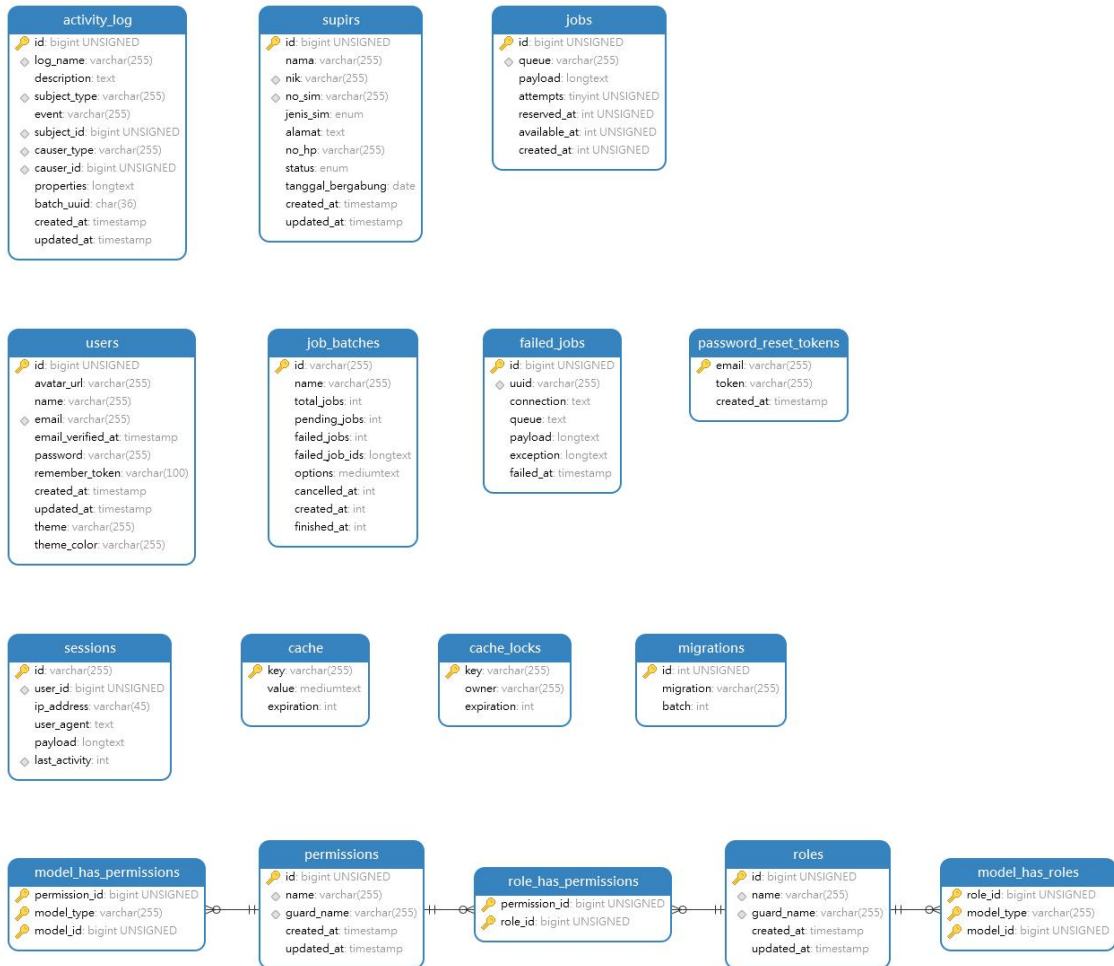 activity_log
id: bigint UNSIGNED
log_name: varchar(255)
description: text
subject_type: varchar(255)
event: varchar(255)
subject_id: bigint UNSIGNED
causer_type: varchar(255)
causer_id: bigint UNSIGNED
properties: longtext
batch_uuid: char(36)
created_at: timestamp
updated_at: timestamp
supirs
id: bigint UNSIGNED
nama: varchar(255)
nik: varchar(255)
no_sim: varchar(255)
jenis_sim: enum
alamat: text
no_hp: varchar(255)
status: enum
tanggal_bergabung: date
created_at: timestamp
updated_at: timestamp
jobs
id: bigint UNSIGNED
queue: varchar(255)
payload: longtext
attempts: tinyint UNSIGNED
reserved_at: int UNSIGNED
available_at: int UNSIGNED
created_at: int UNSIGNED
users
id: bigint UNSIGNED
avatar_url: varchar(255)
name: varchar(255)
email: varchar(255)
email_verified_at: timestamp
password: varchar(255)
remember_token: varchar(100)
created_at: timestamp
updated_at: timestamp
theme: varchar(255)
theme_color: varchar(255)
job_batches
id: varchar(255)
name: varchar(255)
total_jobs: int
pending_jobs: int
failed_jobs: int
failed_job_ids: longtext
options: mediumtext
cancelled_at: int
created_at: int
finished_at: int
failed_jobs
id: bigint UNSIGNED
uuid: varchar(255)
connection: text
queue: text
payload: longtext
exception: longtext
failed_at: timestamp
password_reset_tokens
email: varchar(255)
token: varchar(255)
created_at: timestamp
sessions
id: varchar(255)
user_id: bigint UNSIGNED
ip_address: varchar(45)
user_agent: text
payload: longtext
last_activity: int
cache
key: varchar(255)
value: mediumtext
expiration: int
cache_locks
key: varchar(255)
owner: varchar(255)
expiration: int
migrations
id: int UNSIGNED
migration: varchar(255)
batch: int
model_has_permissions
permission_id: bigint UNSIGNED
model_type: varchar(255)
model_id: bigint UNSIGNED
permissions
id: bigint UNSIGNED
name: varchar(255)
guard_name: varchar(255)
created_at: timestamp
updated_at: timestamp
role_has_permissions
permission_id: bigint UNSIGNED
role_id: bigint UNSIGNED
roles
id: bigint UNSIGNED
name: varchar(255)
guard_name: varchar(255)
created_at: timestamp
updated_at: timestamp
model_has_roles
role_id: bigint UNSIGNED
model_type: varchar(255)
model_id: bigint UNSIGNED